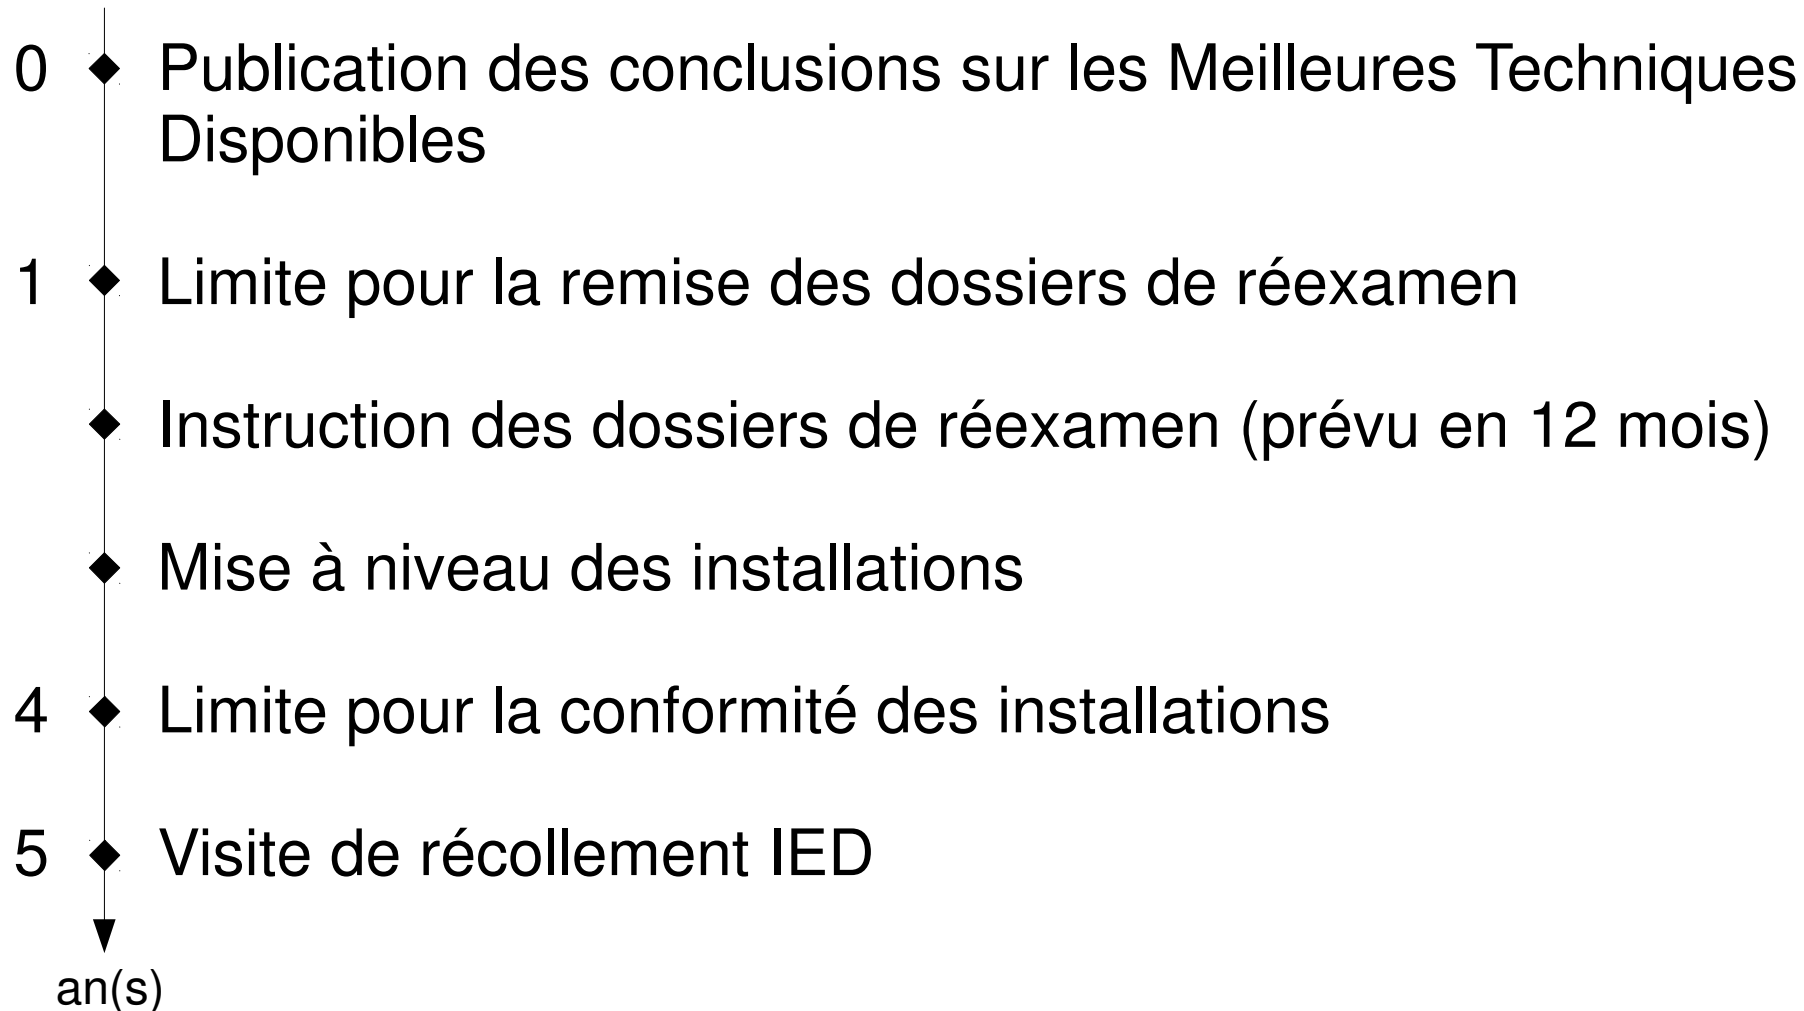 0 Publication des conclusions sur les Meilleures Techniques
Disponibles
1 Limite pour la remise des dossiers de réexamen
Instruction des dossiers de réexamen (prévu en 12 mois)
Mise à niveau des installations
4 Limite pour la conformité des installations
5 Visite de récollement IED
an(s)